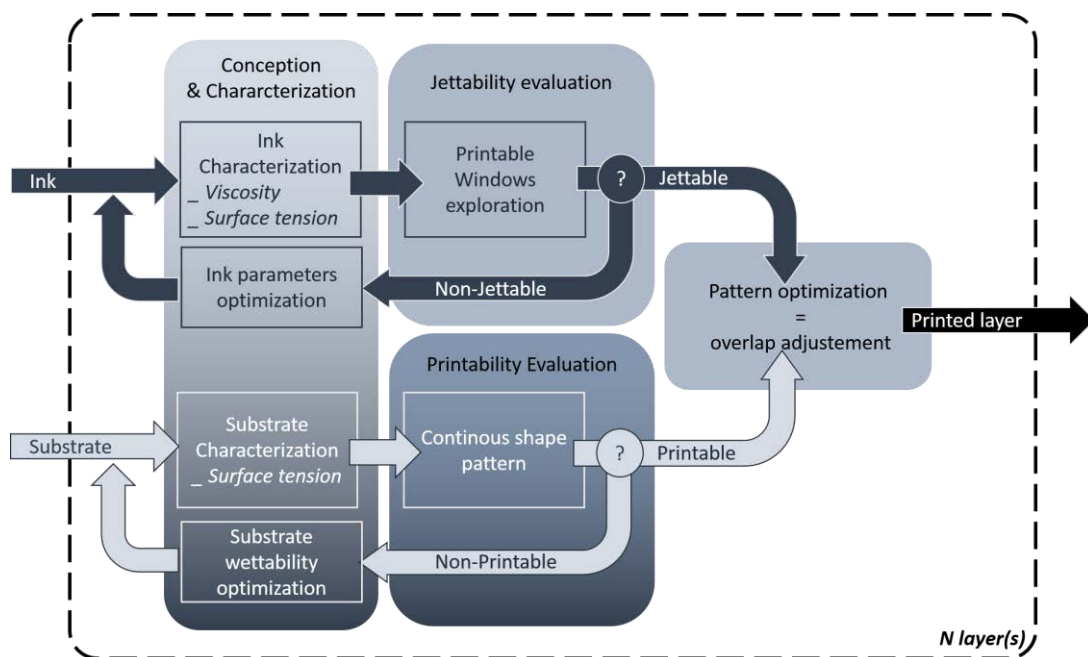 Conception
& Chararcterization
Jettability evaluation
Ink
Ink
Characterization
_ Viscosity
_ Surface tension
Printable
Windows
exploration
?
Jettable
Ink parameters
optimization
Non-Jettable
Pattern optimization
=
overlap adjustement
Printed layer
Printability Evaluation
Substrate
Substrate
Characterization
_ Surface tension
Continous shape
pattern
?
Printable
Substrate
wettability
optimization
Non-Printable
N layer(s)